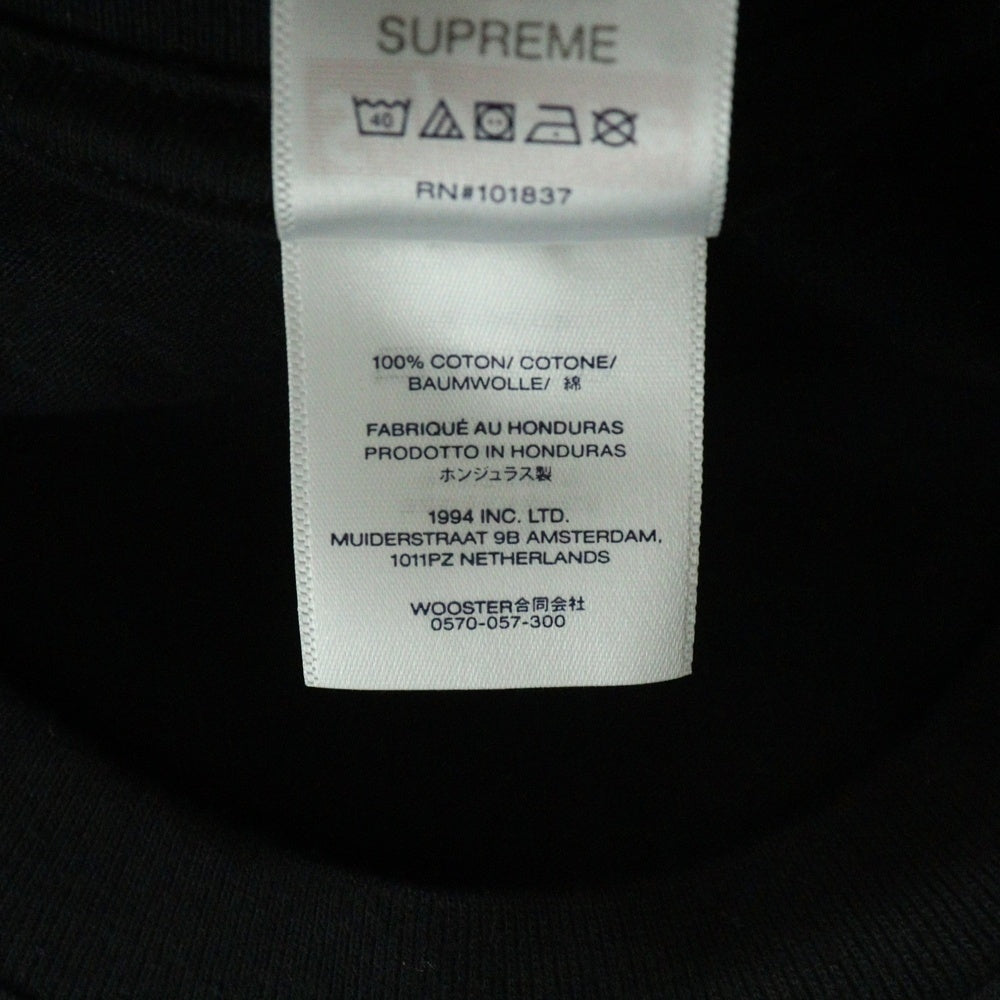 SUPREME
40
RN#101837
100% COTON/ COTONE/
BAUMWOLLE/ 綿
FABRIQUÉ AU HONDURAS
PRODOTTO IN HONDURAS
ホンジュラス製
1994 INC. LTD.
MUIDERSTRAAT 9B AMSTERDAM,
1011PZ NETHERLANDS
WOOSTER合同会社
0570-057-300